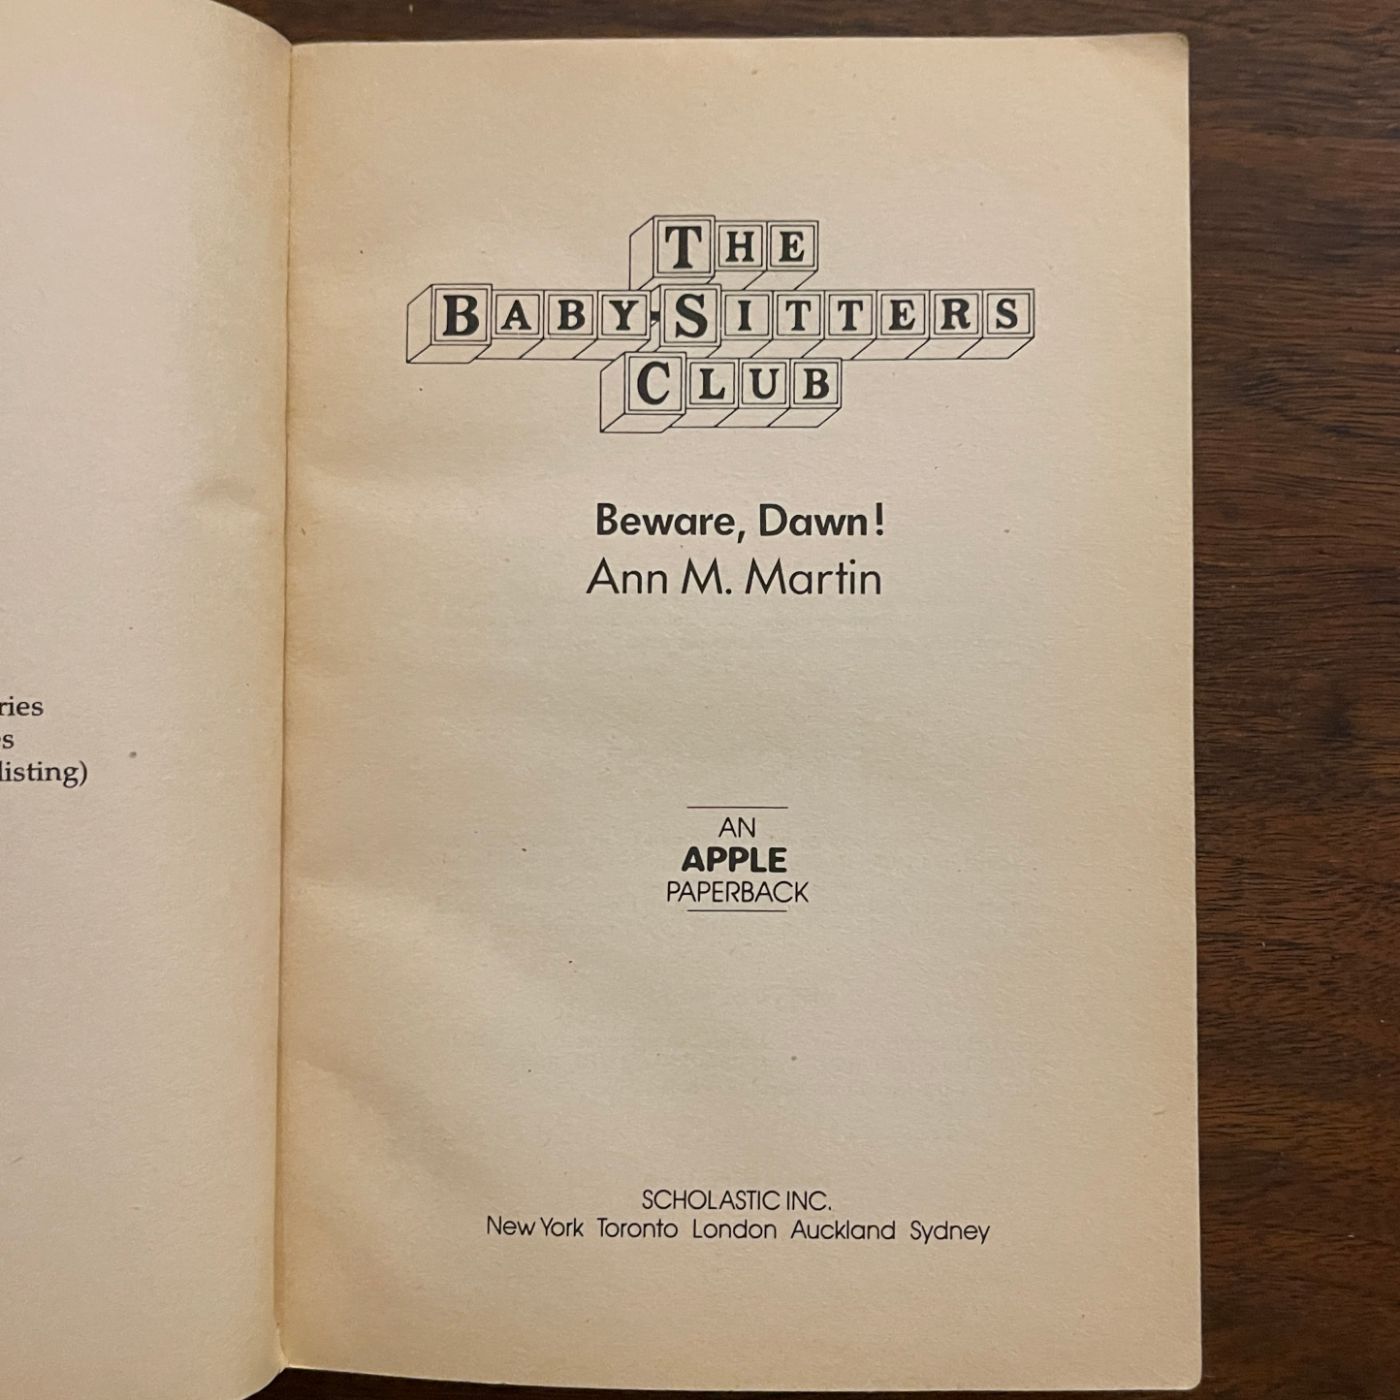 ries
s
listing)
THE
BABY-SITTERS
CLUB
Beware, Dawn!
Ann M. Martin
AN
APPLE
PAPERBACK
SCHOLASTIC INC.
New York Toronto London Auckland Sydney